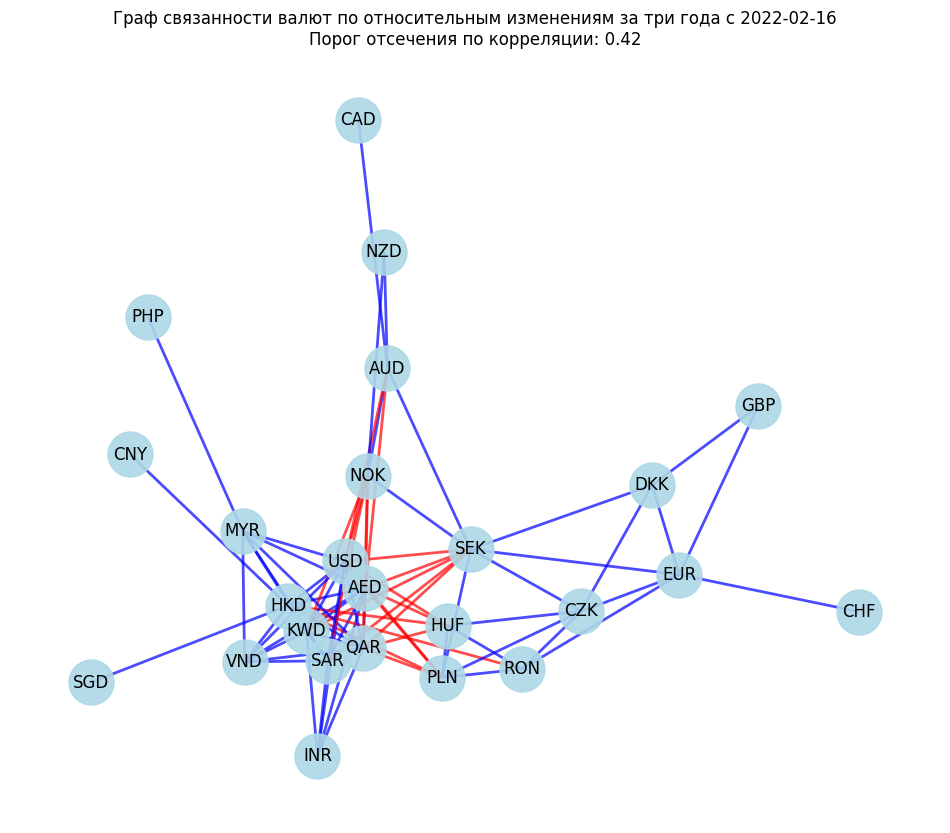 Граф связанности валют по относительным изменениям за три года с 2022-02-16
Порог отсечения по корреляции: 0.42
CAD
NZD
PHP
AUD
GBP
CNY
NOK
DKK
MYR
SEK
USD
EUR
AED
HKD
CZK
CHF
HUF
KWD
QAR
SAR
VND
RON
PLN
SGD
INR